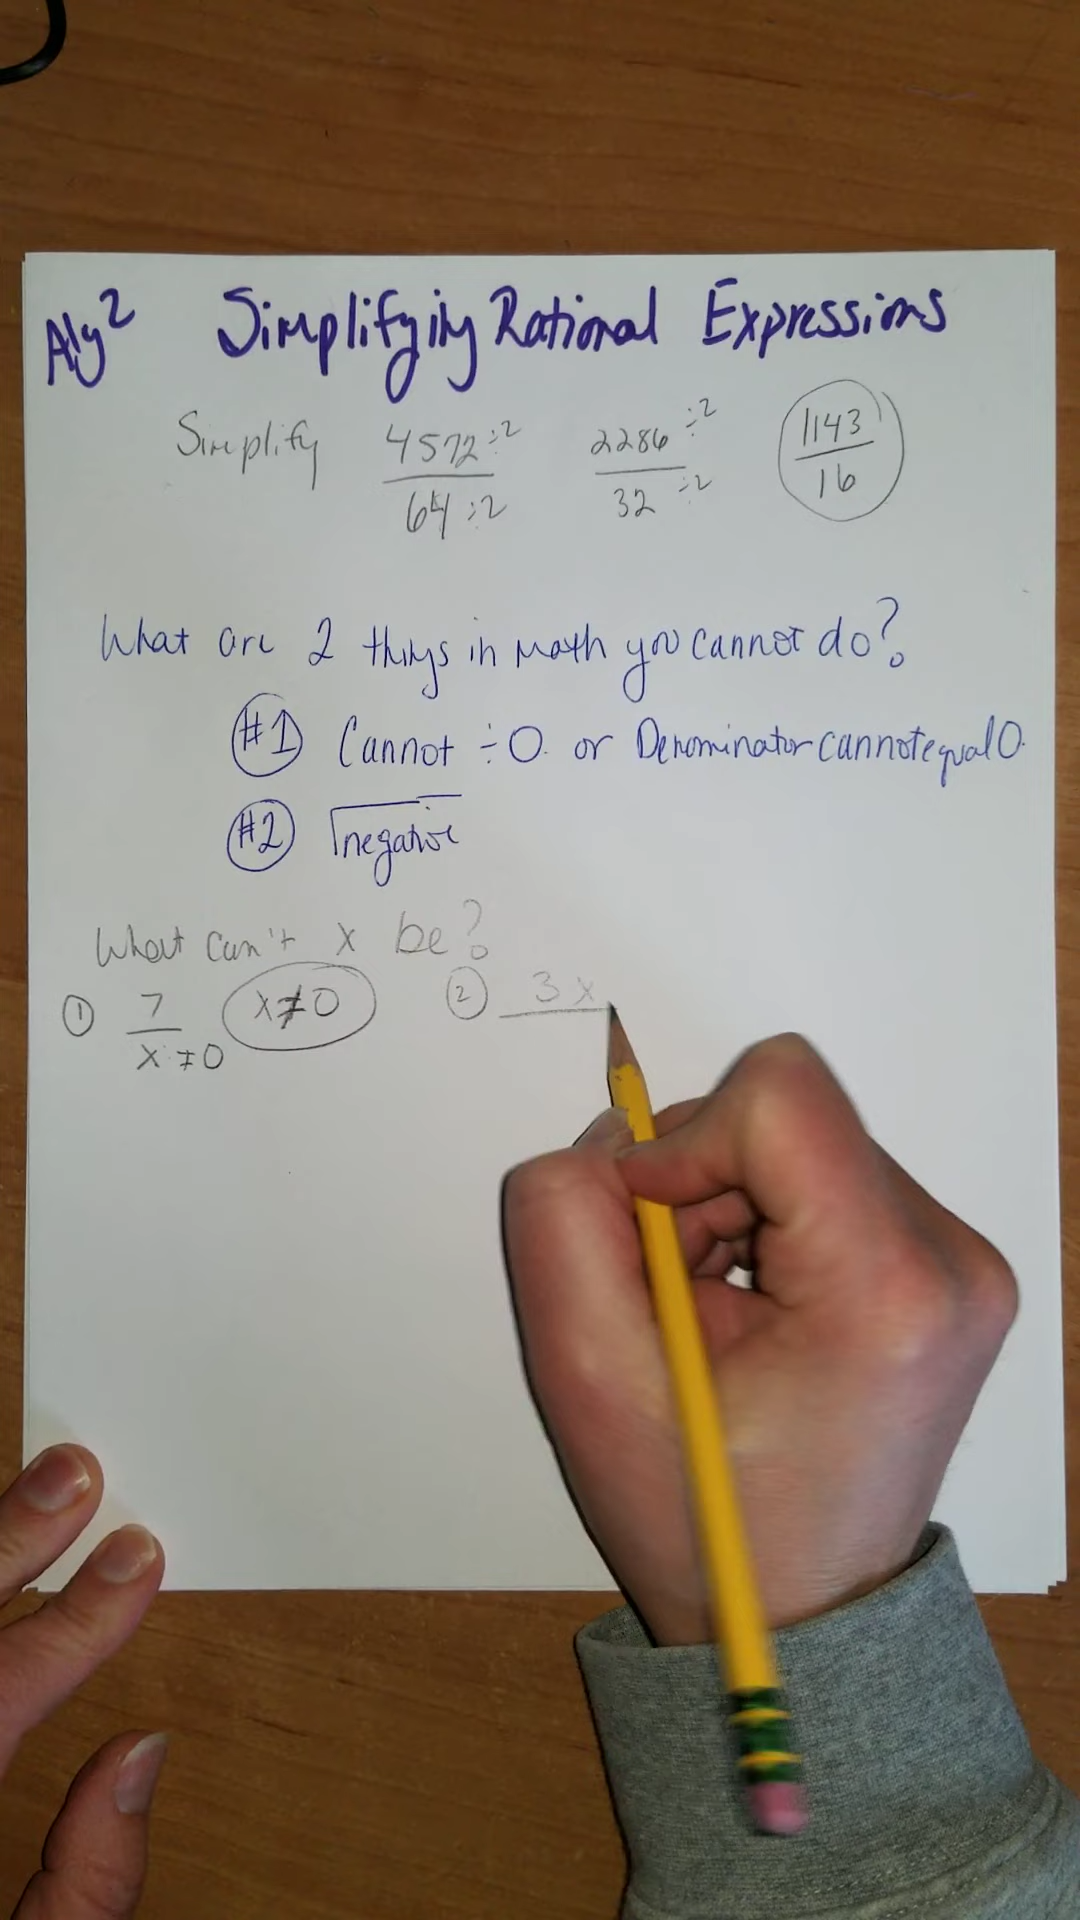 Alg2 Simplifying Rational Expressions
Simplify 4572÷2/64÷2 2286÷2/32÷2 1143/16
What are 2 things in math you cannot do?
#1 Cannot ÷0. or Denominator cannot equal 0.
#2 √negative
What can't x be?
① 7/x≠0 x≠0 ② 3x